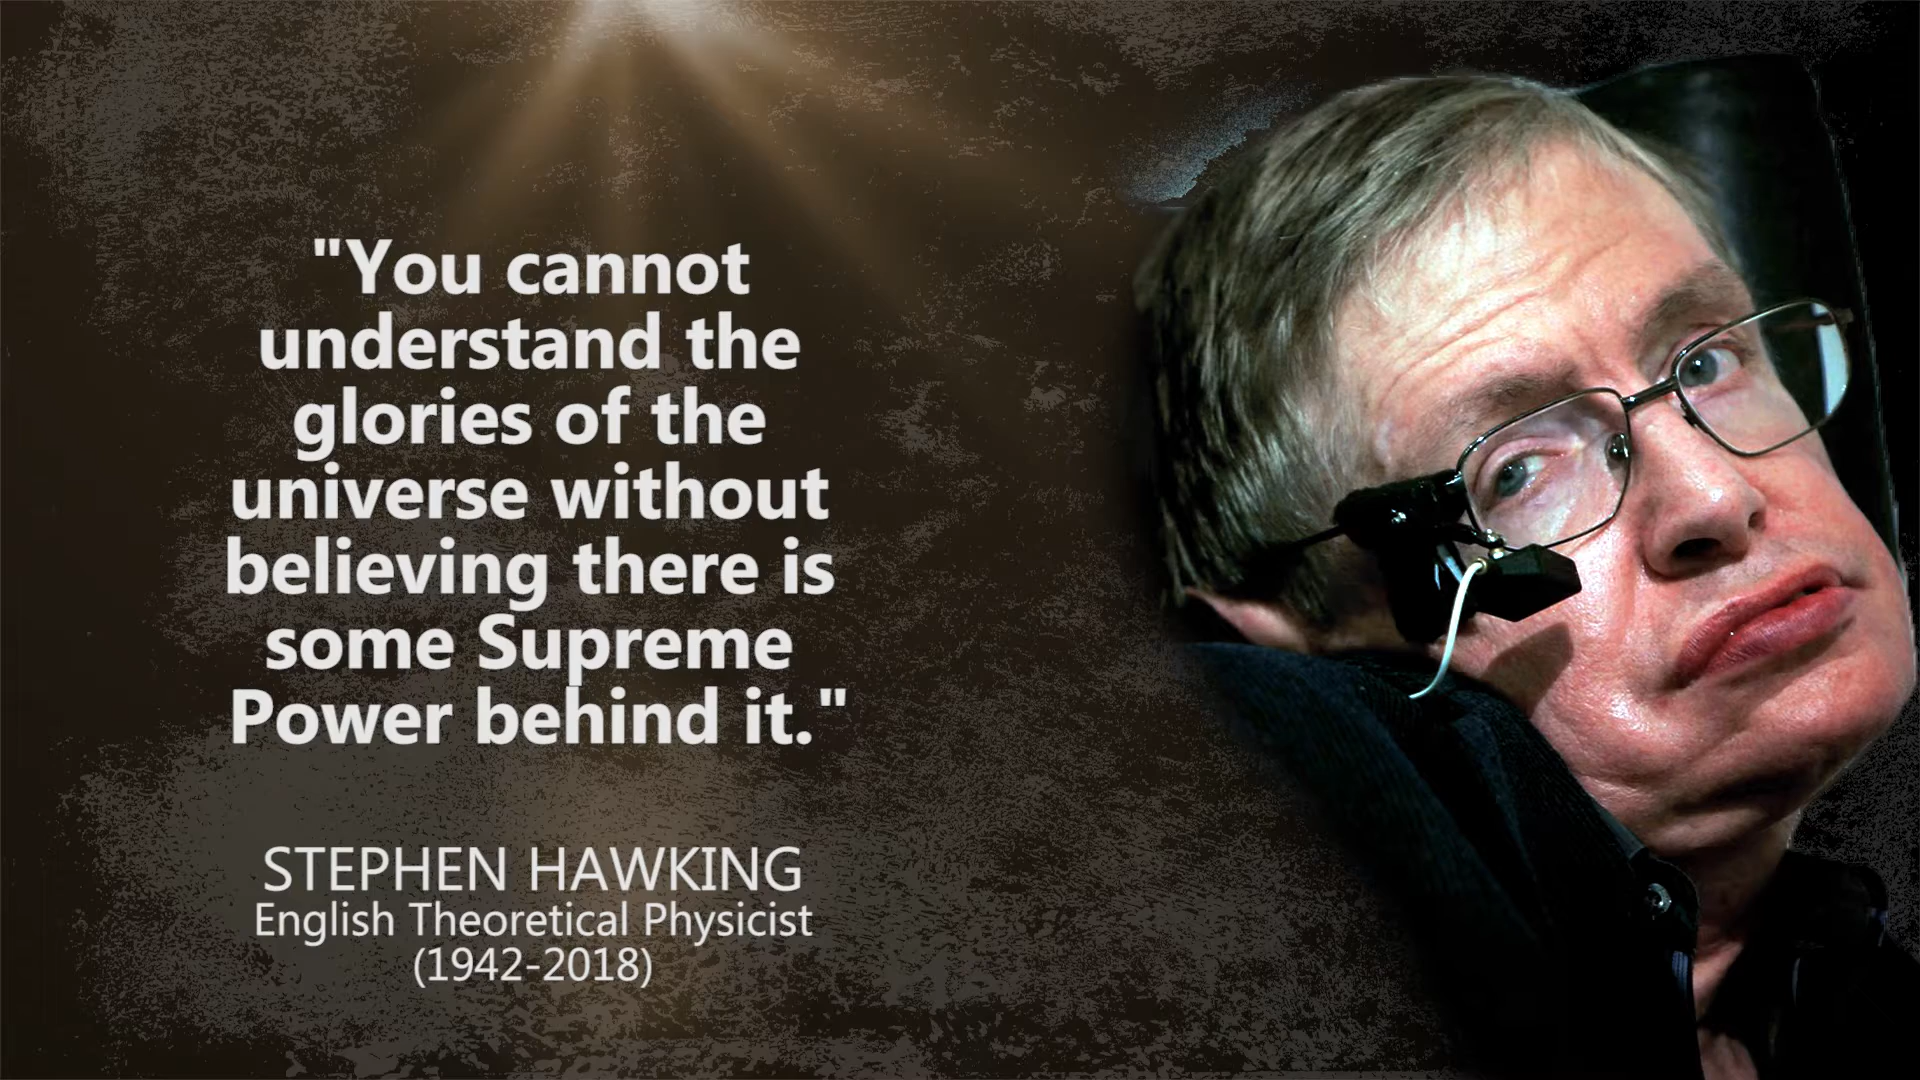 "You cannot
understand the
glories of the
universe without
believing there is
some Supreme
Power behind it."
STEPHEN HAWKING
English Theoretical Physicist
(1942-2018)